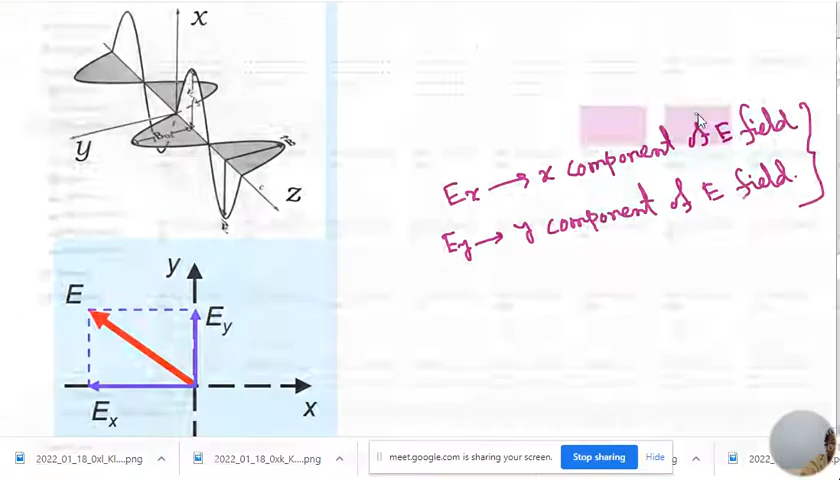 x
y
z
Ex → x component of E field
Ey → y component of E field.
y
E
Ey
Ex
x
2022_01_18_0xl_Kl....png
2022_01_18_0xk_K....png
meet.google.com is sharing your screen.
Stop sharing
Hide
g
2022_01_18